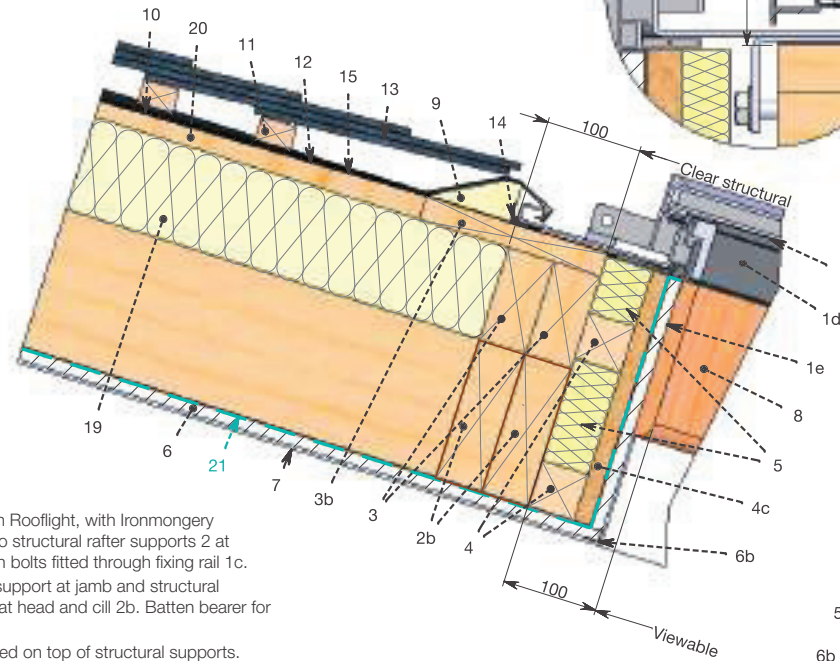 10
20
11
12
15
13
9
14
100
Clear structural
1d
1e
8
5
4c
6b
19
6
21
7
3b
3
2b
4
100
Viewable
5
6b
n Rooflight, with Ironmongery
o structural rafter supports 2 at
n bolts fitted through fixing rail 1c.
support at jamb and structural
at head and cill 2b. Batten bearer for
ed on top of structural supports.